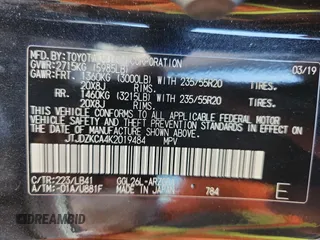 MFD.BY:TOYOTA CORPORATION 03/19
GVWR:2715KG (5985LB)
GAWR:FRT. 1360KG (3000LB) WITH 235/55R20 TIRES,
20X8J RIMS,
RR. 1460KG (3215LB) WITH 235/55R20 TIRES,
20X8J RIMS,
THIS VEHICLE CONFORMS TO ALL APPLICABLE
FEDERAL MOTOR VEHICLE
SAFETY AND THEFT PREVENTION STANDARDS IN EFFECT
ON THE DATE OF MANUFACTURE SHOWN ABOVE.
JTJDZKCA4K2019484 MPV
C/TR:223/LB41 GGL26L-
A/TM:-01A/U881F MADE IN JAPAN 784 E
DREAMBID